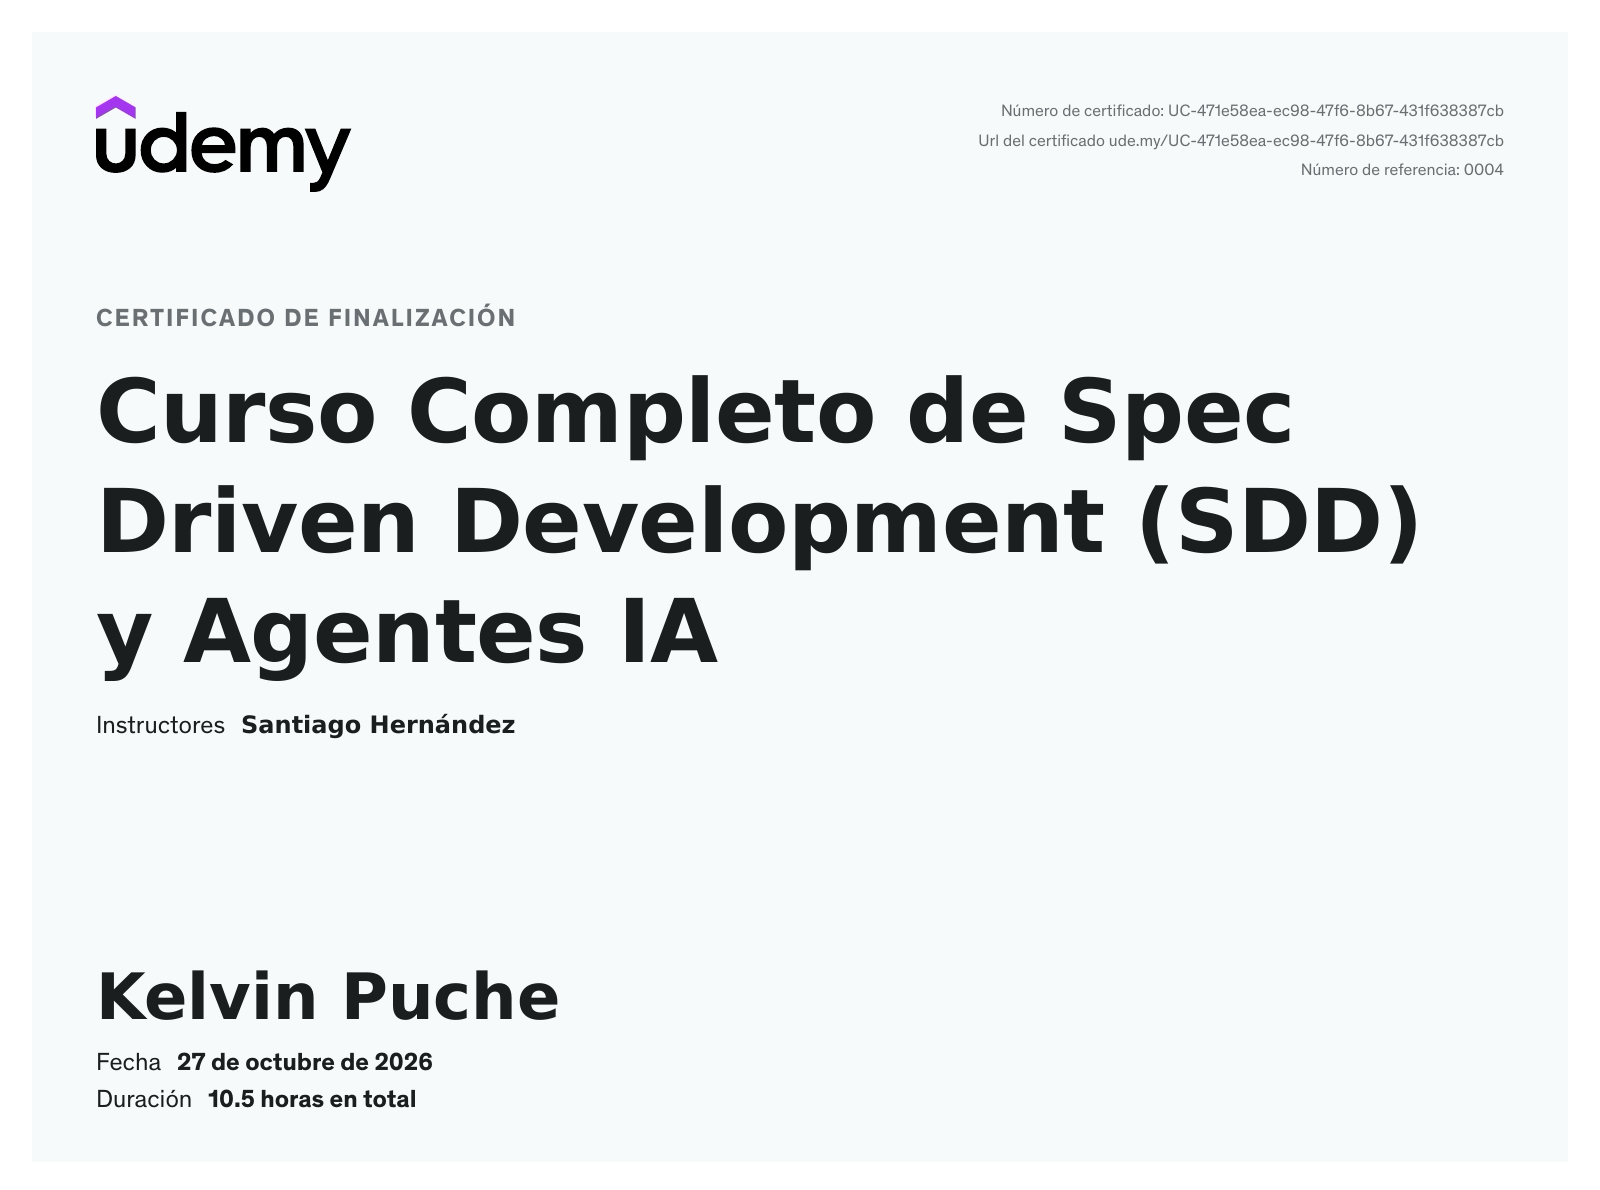 udemy
Número de certificado: UC-471e58ea-ec98-47f6-8b67-431f638387cb
Url del certificado ude.my/UC-471e58ea-ec98-47f6-8b67-431f638387cb
Número de referencia: 0004
CERTIFICADO DE FINALIZACIÓN
Curso Completo de Spec
Driven Development (SDD)
y Agentes IA
Instructores Santiago Hernández
Kelvin Puche
Fecha 27 de octubre de 2026
Duración 10.5 horas en total